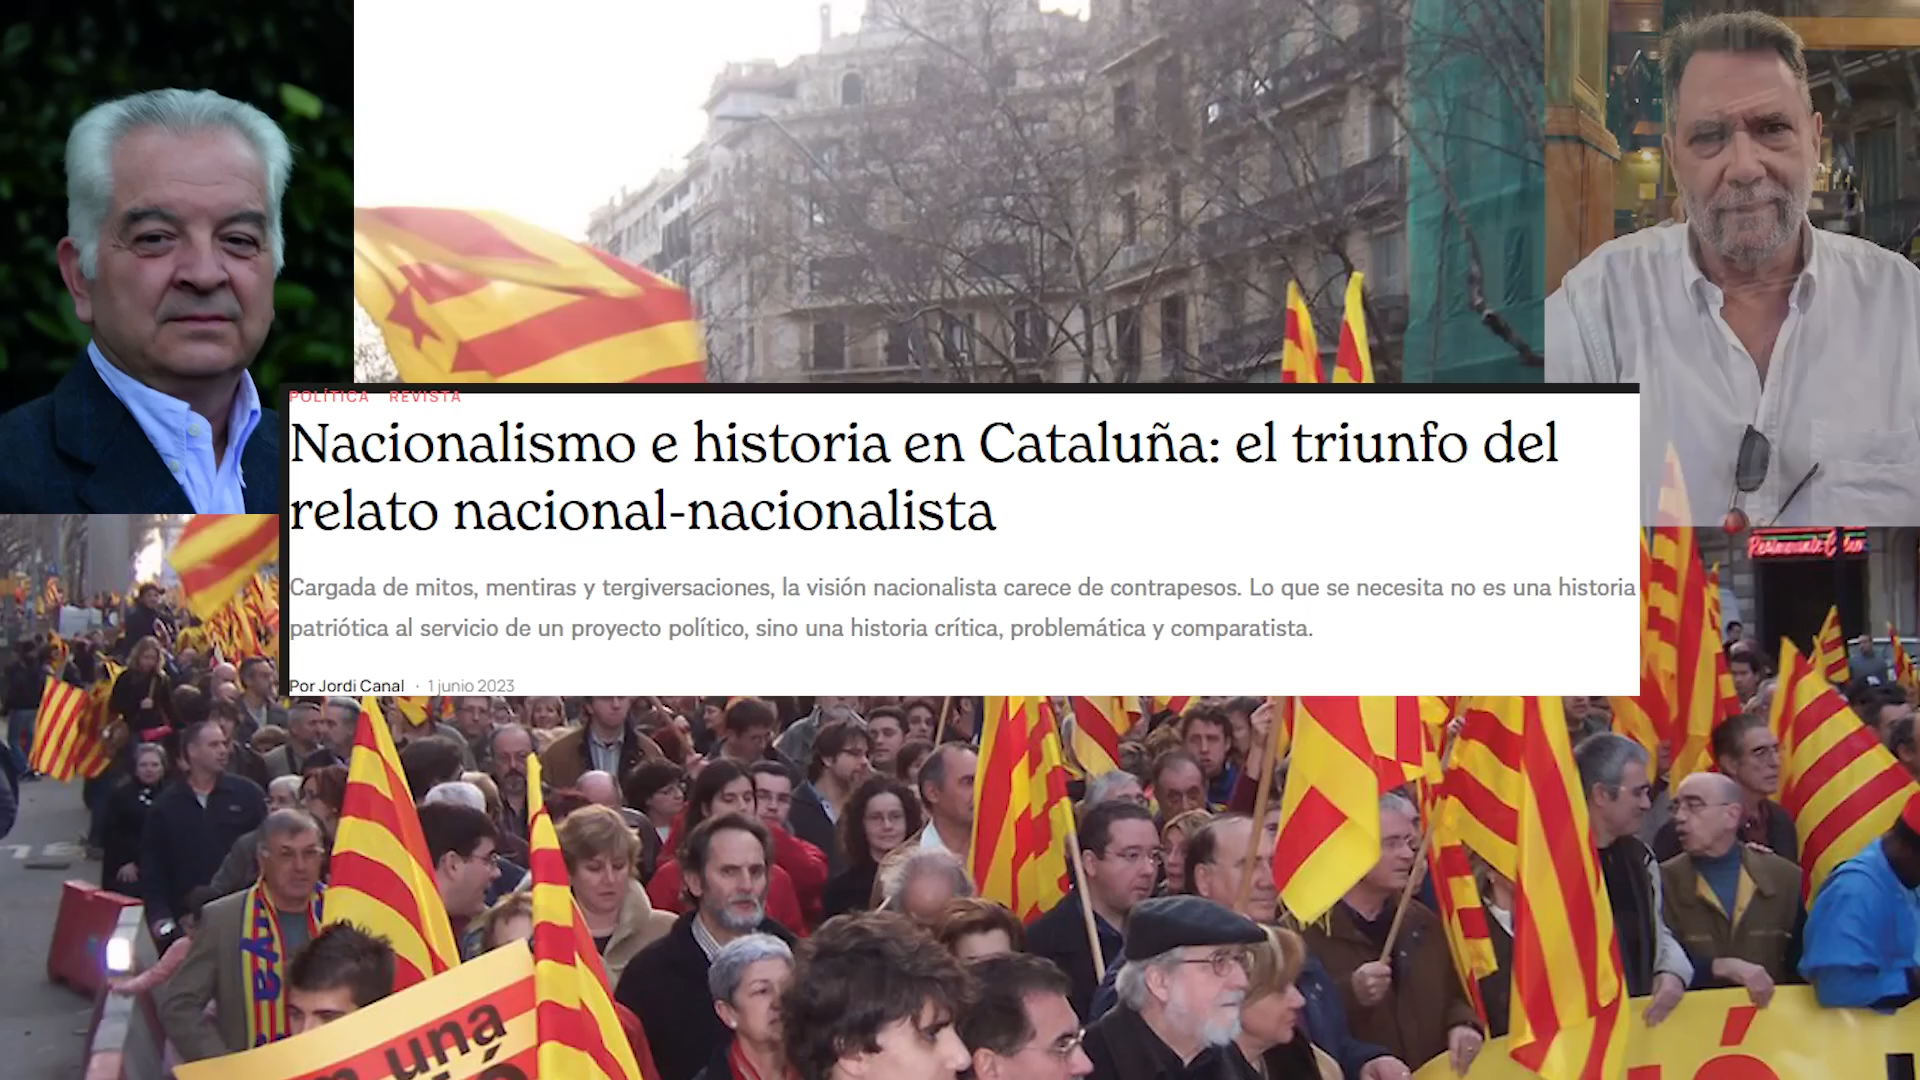 POLÍTICA REVISTA
Nacionalismo e historia en Cataluña: el triunfo del
relato nacional-nacionalista
Cargada de mitos, mentiras y tergiversaciones, la visión nacionalista carece de contrapesos. Lo que se necesita no es una historia
patriótica al servicio de un proyecto político, sino una historia crítica, problemática y comparatista.
Por Jordi Canal · 1 junio 2023
una